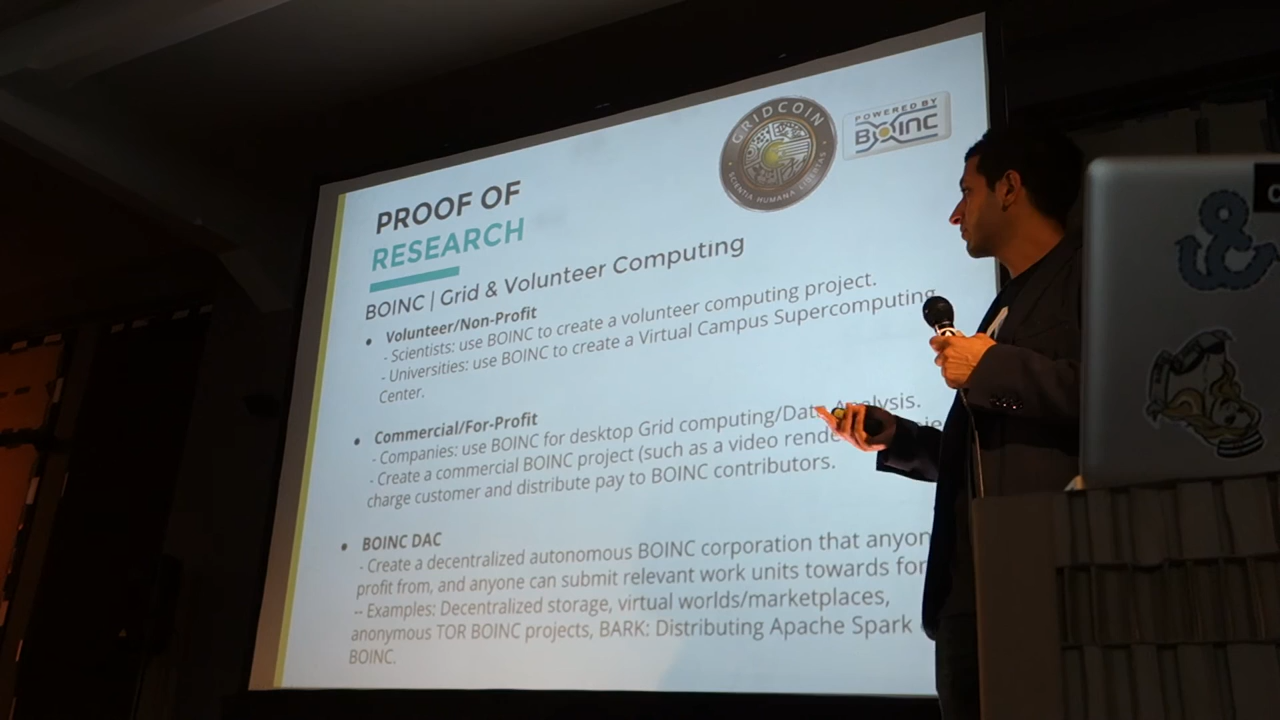 GRIDCOIN
SCIENTIA HUMANA LIBERTAS
POWERED BY
BOINC
PROOF OF
RESEARCH
BOINC | Grid & Volunteer Computing
• Volunteer/Non-Profit
- Scientists: use BOINC to create a volunteer computing project.
- Universities: use BOINC to create a Virtual Campus Supercomputing
Center.
• Commercial/For-Profit
- Companies: use BOINC for desktop Grid computing/Data Analysis.
- Create a commercial BOINC project (such as a video
charge customer and distribute pay to BOINC contributors.
• BOINC DAC
- Create a decentralized autonomous BOINC corporation that
profit from, and anyone can submit relevant work units towards for
-- Examples: Decentralized storage, virtual worlds/marketplaces,
anonymous TOR BOINC projects, BARK: Distributing Apache Spark
BOINC.